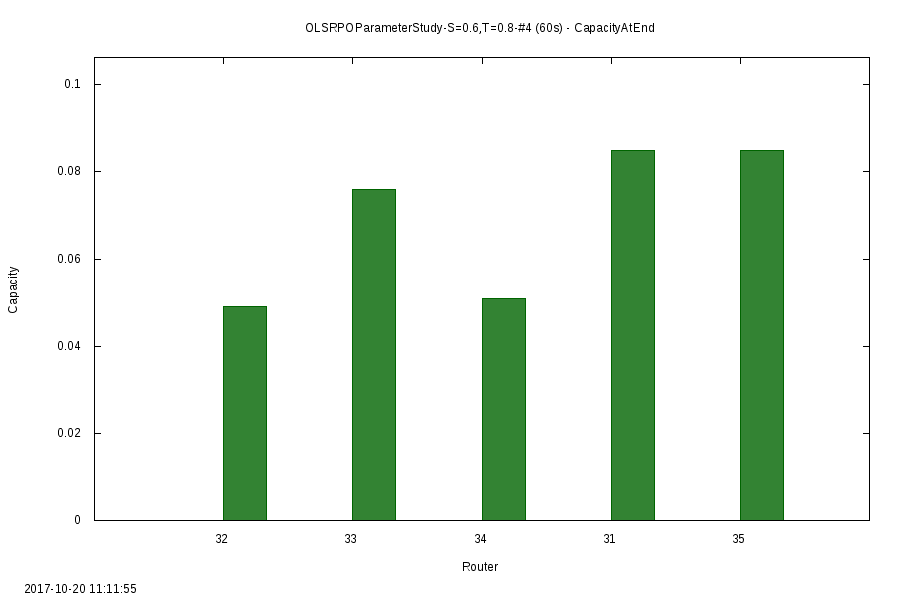 OLSRPOParameterStudy-S=0.6,T=0.8-#4 (60s) - CapacityAtEnd
0.1
0.08
0.06
0.04
0.02
0
Capacity
32 33 34 31 35
Router
2017-10-20 11:11:55